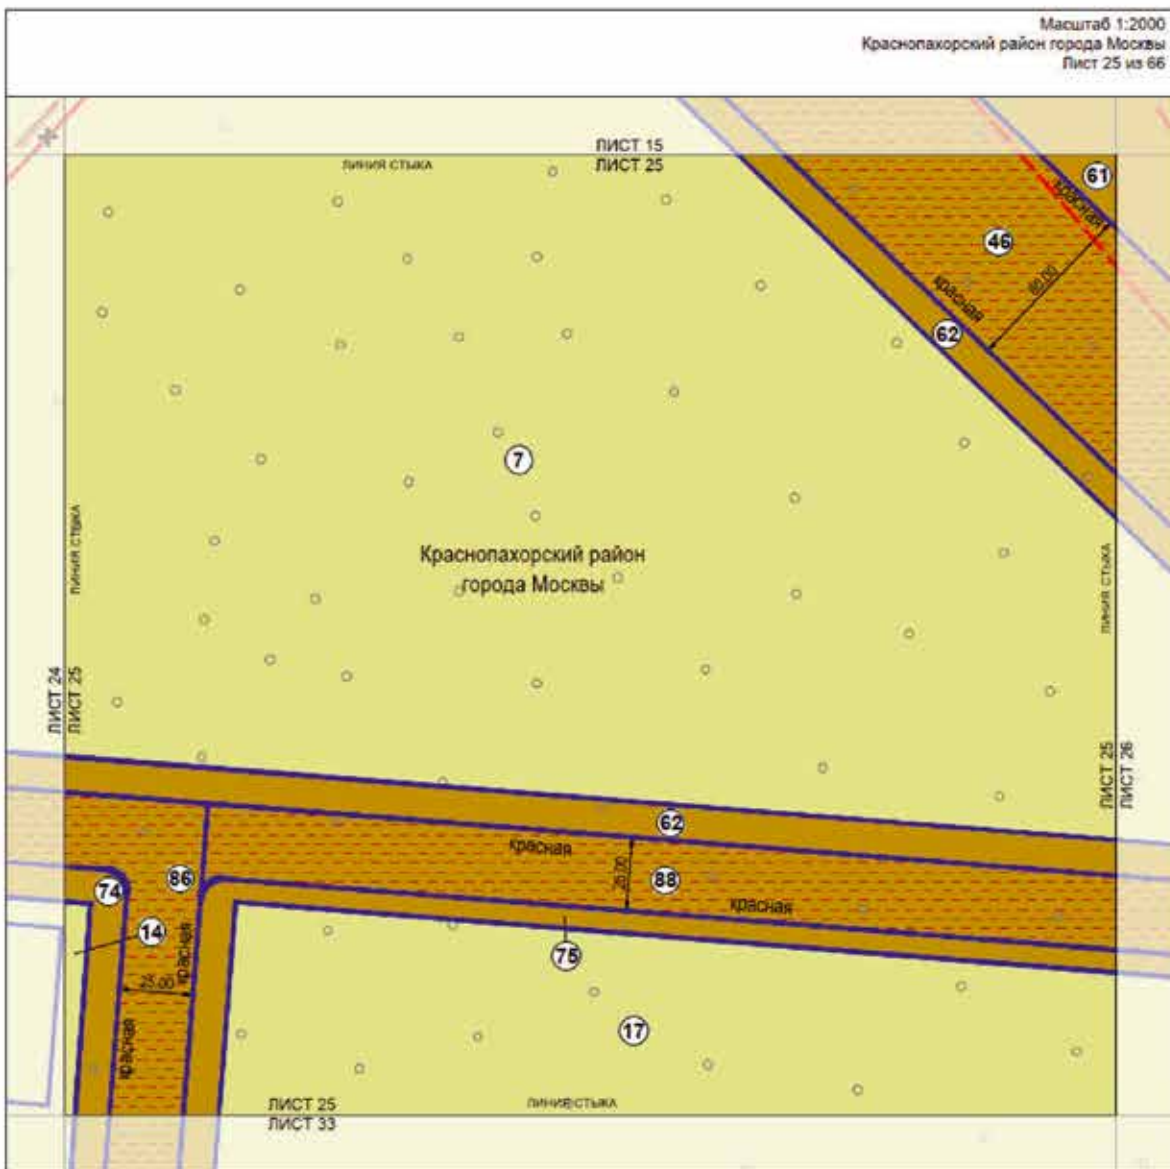 Масштаб 1:2000
Краснопахорский район города Москвы
Лист 25 из 66
ЛИСТ 15
ЛИНИЯ СТЫКА
ЛИСТ 25
61
красная
46
60.00
красная
62
7
ЛИНИЯ СТЫКА
Краснопахорский район
города Москвы
ЛИНИЯ СТЫКА
ЛИСТ 24
ЛИСТ 25
ЛИСТ 25
ЛИСТ 26
62
красная
25.00
86
88
74
красная
14
красная
75
25.00
17
красная
ЛИСТ 25
ЛИНИЯ СТЫКА
ЛИСТ 33